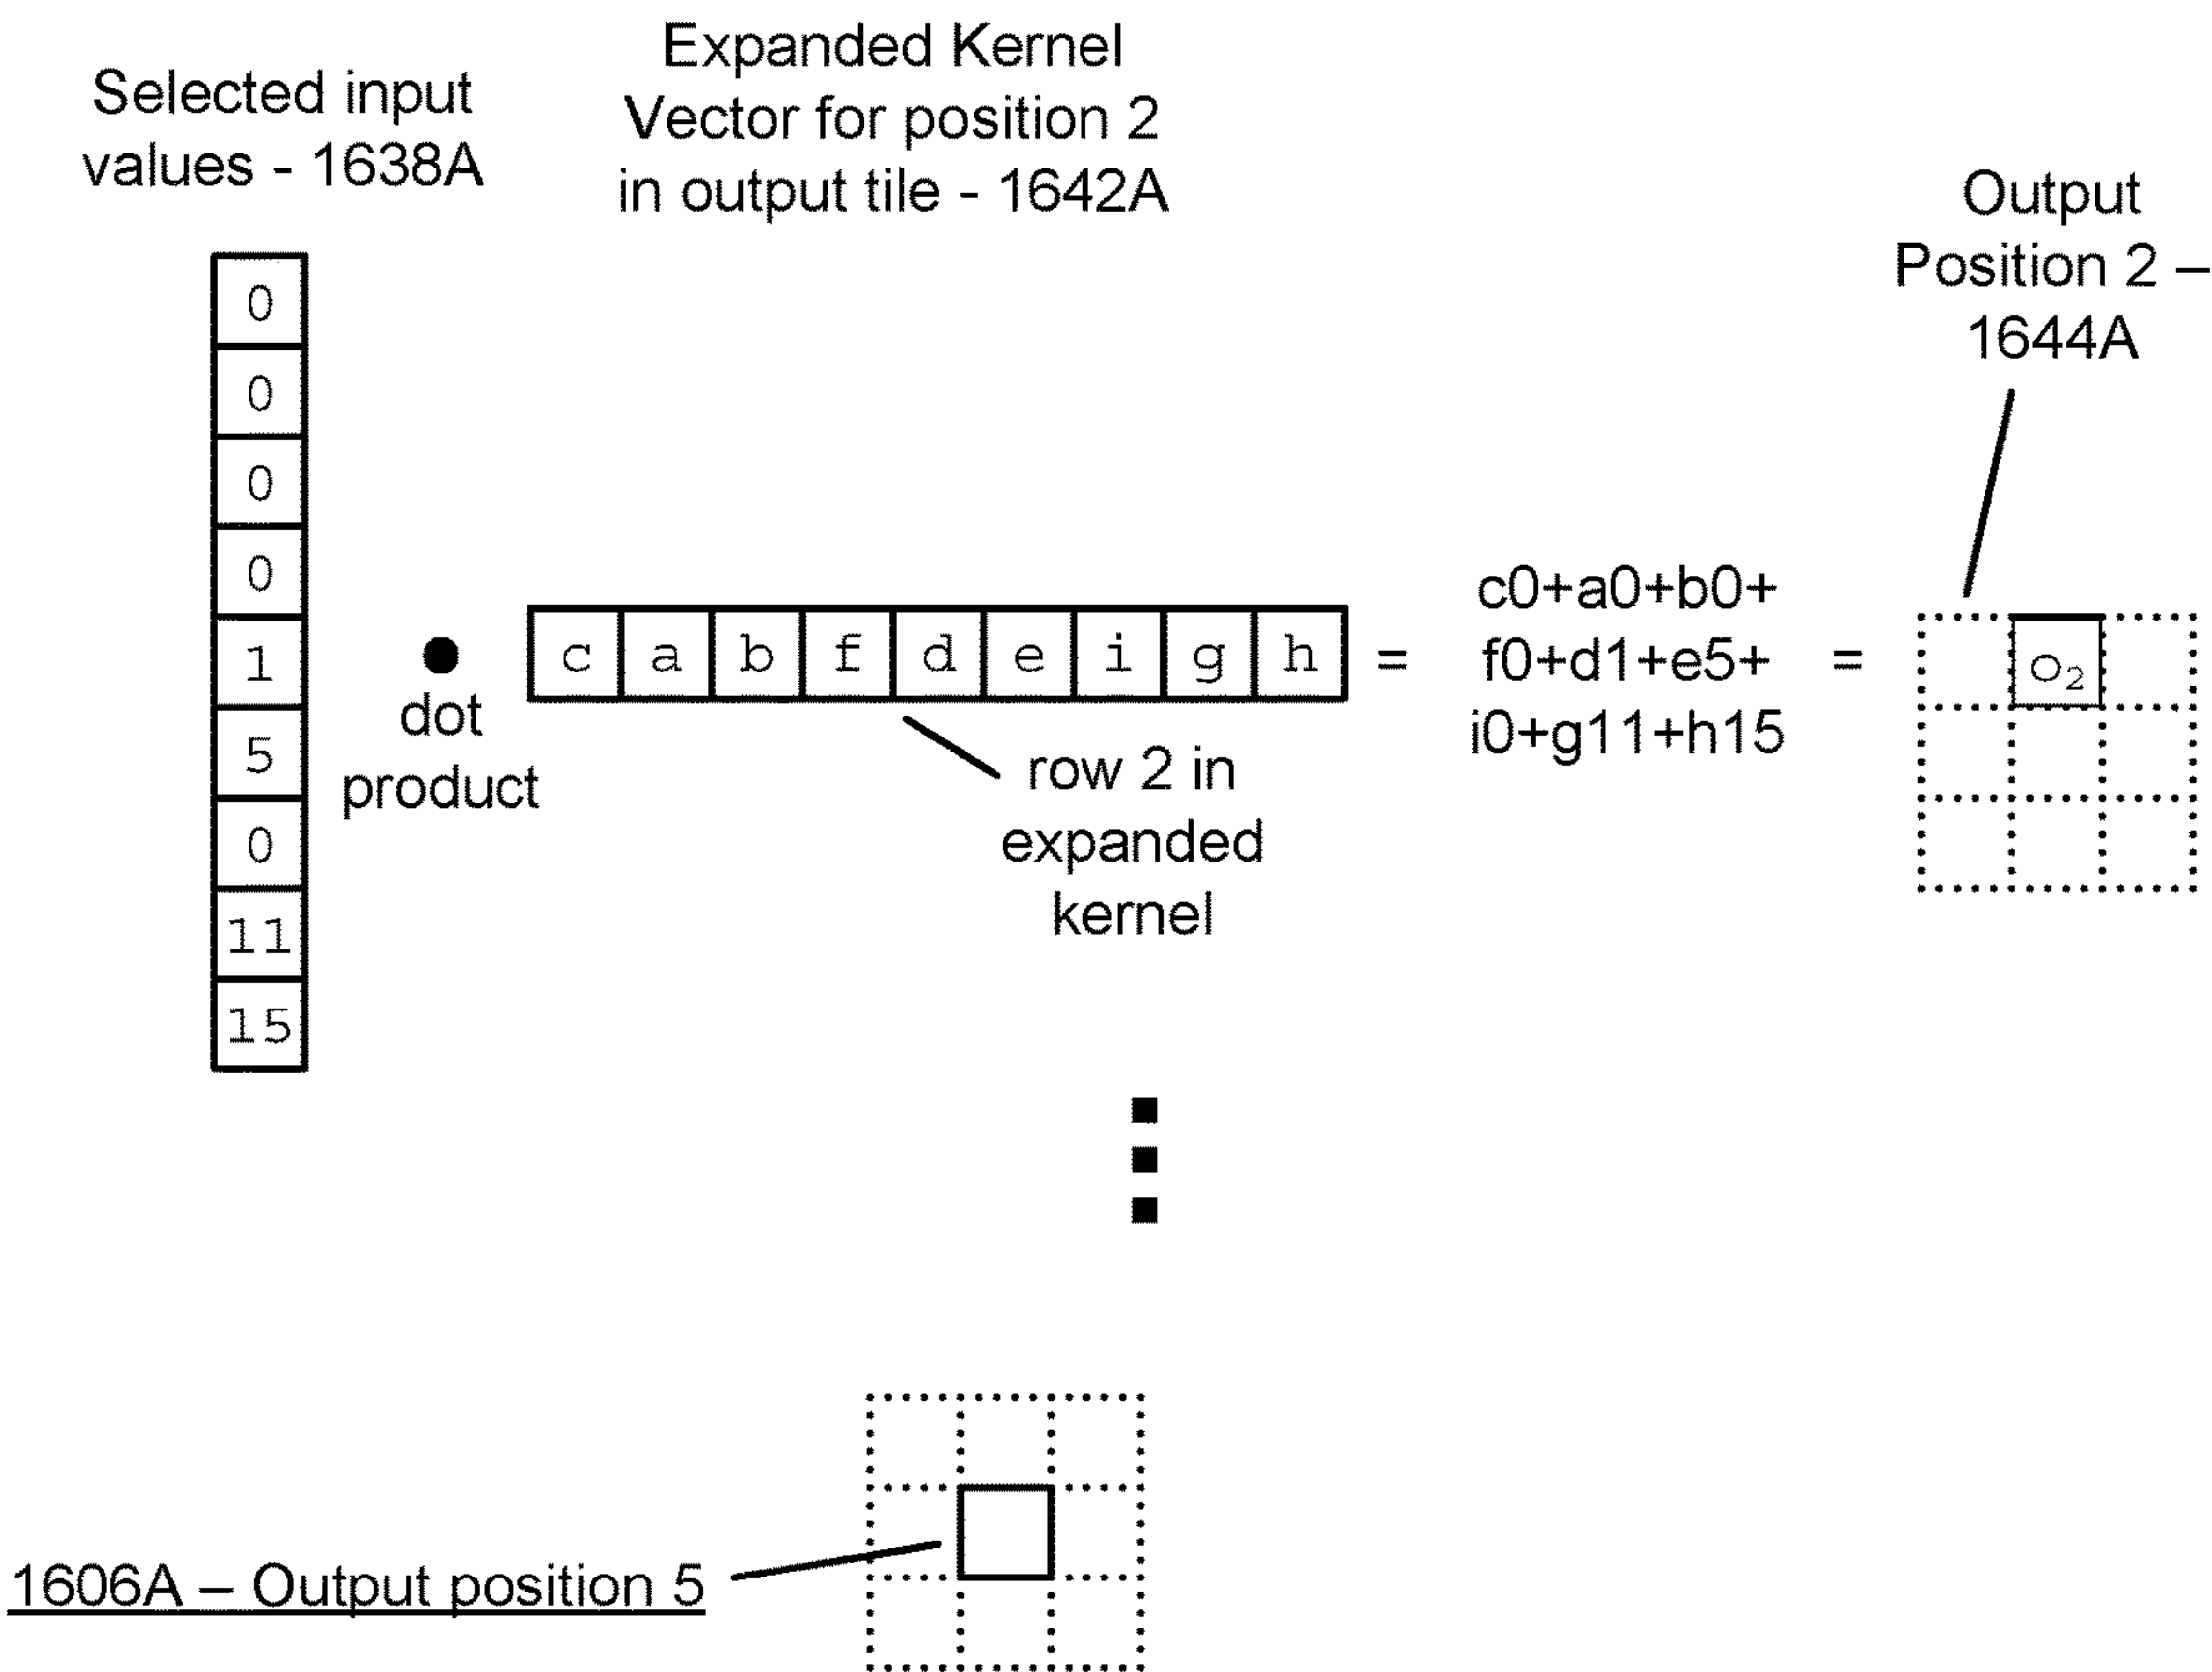 Selected input
values - 1638A
Expanded Kernel
Vector for position 2
in output tile - 1642A
Output
Position 2 –
1644A
0
0
0
0
1
5
0
11
15
dot
product
c a b f d e i g h
row 2 in
expanded
kernel
=
c0+a0+b0+
f0+d1+e5+
i0+g11+h15
=
o₂
1606A – Output position 5